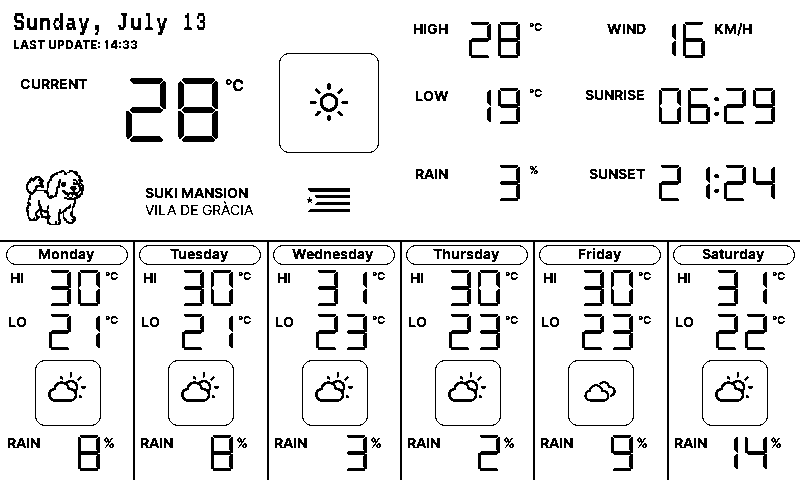 Sunday, July 13
LAST UPDATE: 14:33
CURRENT 28 °C
HIGH 28 °C
WIND 16 KM/H
LOW 19 °C
SUNRISE 06:29
RAIN 3 %
SUNSET 21:24
SUKI MANSION
VILA DE GRÀCIA
Monday
HI 30 °C
LO 21 °C
RAIN 8 %
Tuesday
HI 30 °C
LO 21 °C
RAIN 8 %
Wednesday
HI 31 °C
LO 23 °C
RAIN 3 %
Thursday
HI 30 °C
LO 23 °C
RAIN 2 %
Friday
HI 30 °C
LO 23 °C
RAIN 9 %
Saturday
HI 31 °C
LO 22 °C
RAIN 14 %